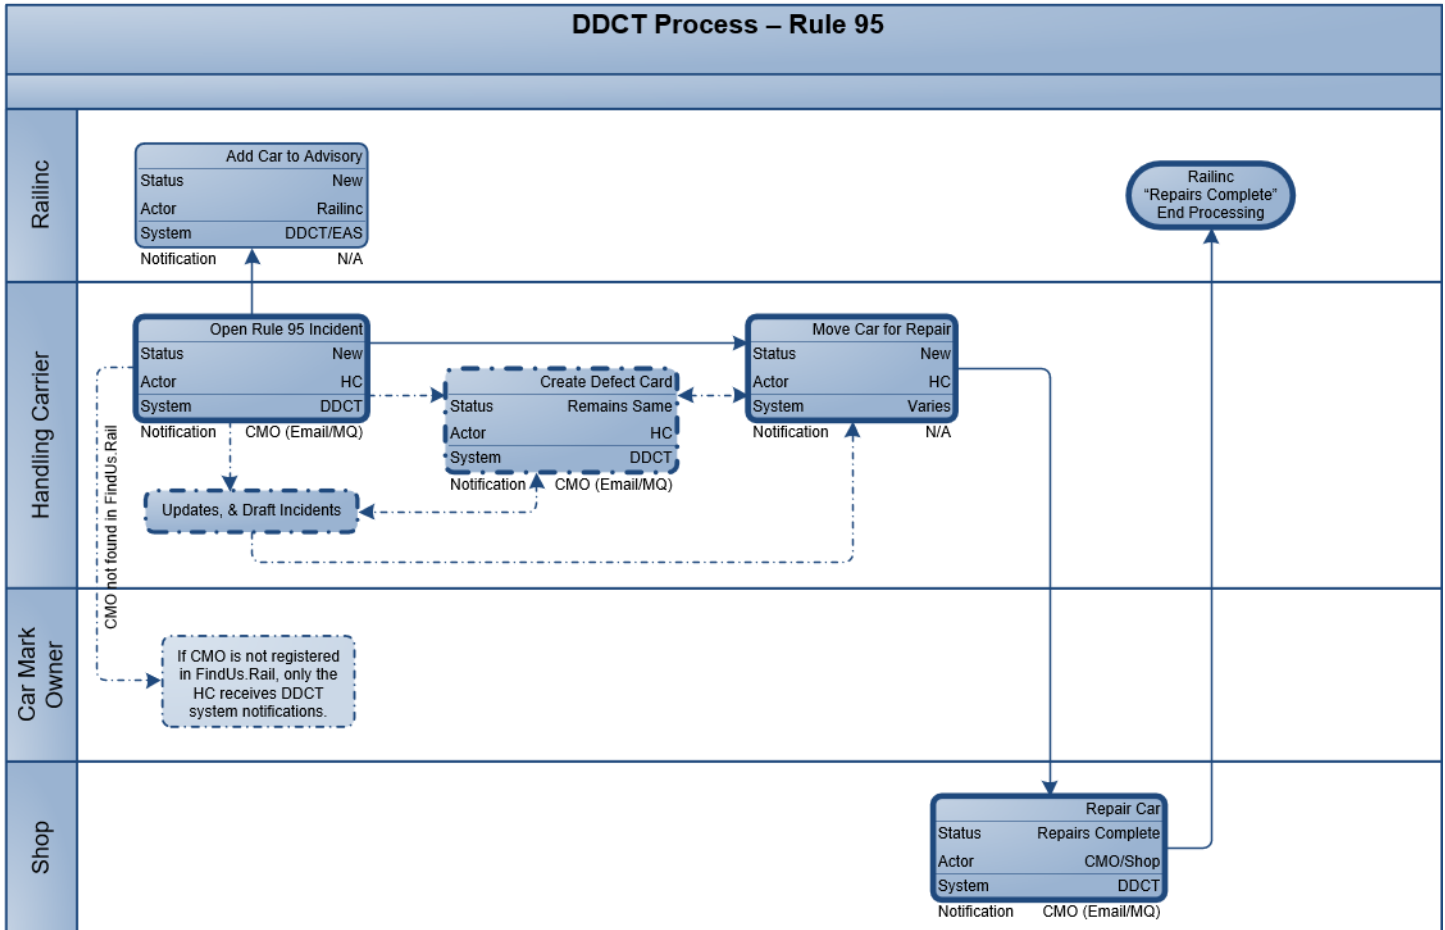 DDCT Process – Rule 95
Railinc
Add Car to Advisory
Status New
Actor Railinc
System DDCT/EAS
Notification N/A
Railinc
“Repairs Complete”
End Processing
Handling Carrier
Open Rule 95 Incident
Status New
Actor HC
System DDCT
Notification CMO (Email/MQ)
Create Defect Card
Status Remains Same
Actor HC
System DDCT
Notification CMO (Email/MQ)
Move Car for Repair
Status New
Actor HC
System Varies
Notification N/A
Updates, & Draft Incidents
CMO not found in FindUs.Rail
Car Mark
Owner
If CMO is not registered
in FindUs.Rail, only the
HC receives DDCT
system notifications.
Shop
Repair Car
Status Repairs Complete
Actor CMO/Shop
System DDCT
Notification CMO (Email/MQ)